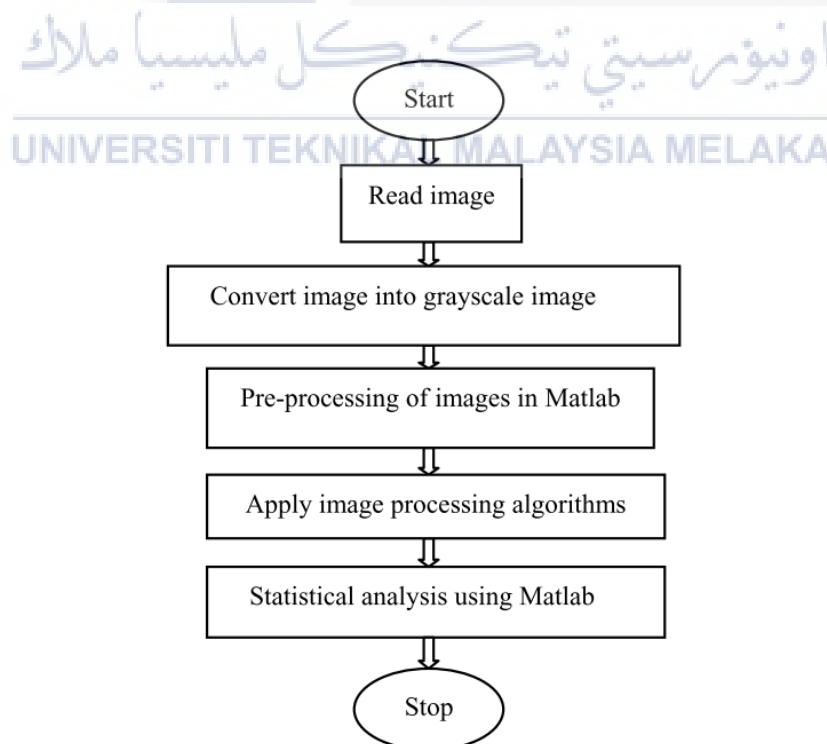 اونيۏرسيتي تيكنيكل مليسيا ملاك
UNIVERSITI TEKNIKAL MALAYSIA MELAKA
Start
Read image
Convert image into grayscale image
Pre-processing of images in Matlab
Apply image processing algorithms
Statistical analysis using Matlab
Stop